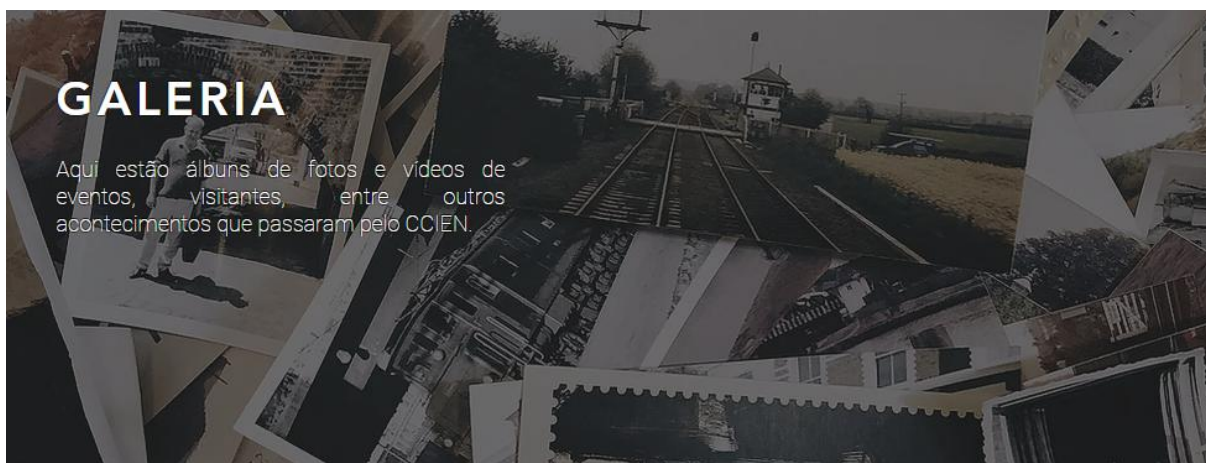 GALERIA
Aqui estão álbuns de fotos e vídeos de
eventos, visitantes, entre outros
acontecimentos que passaram pelo CCIEN.